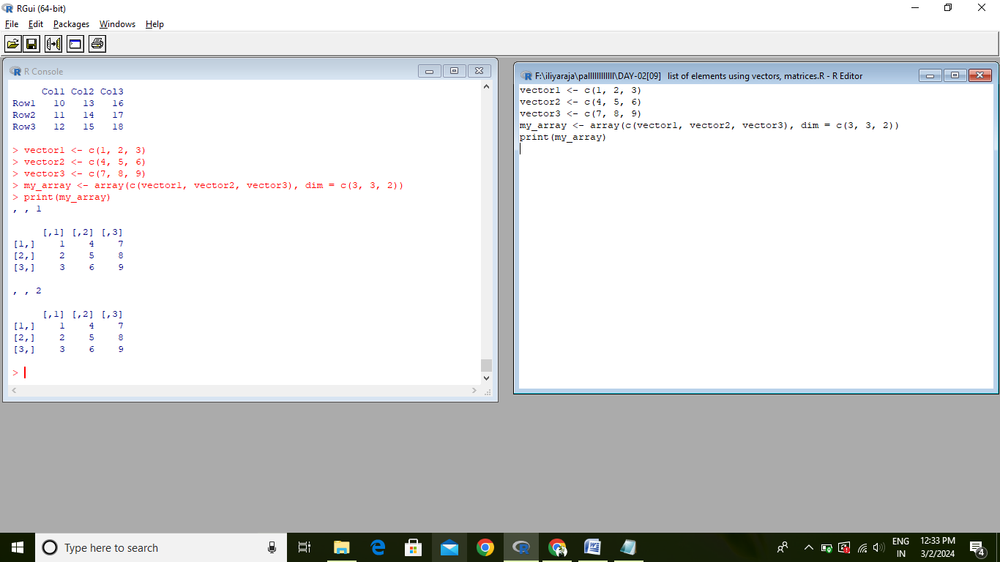 RGui (64-bit)
File Edit Packages Windows Help
R Console
     Col1 Col2 Col3
Row1   10   13   16
Row2   11   14   17
Row3   12   15   18
> vector1 <- c(1, 2, 3)
> vector2 <- c(4, 5, 6)
> vector3 <- c(7, 8, 9)
> my_array <- array(c(vector1, vector2, vector3), dim = c(3, 3, 2))
> print(my_array)
, , 1
     [,1] [,2] [,3]
[1,]    1    4    7
[2,]    2    5    8
[3,]    3    6    9
, , 2
     [,1] [,2] [,3]
[1,]    1    4    7
[2,]    2    5    8
[3,]    3    6    9
>
F:\iliyaraja\DAY-02[09] list of elements using vectors, matrices.R - R Editor
vector1 <- c(1, 2, 3)
vector2 <- c(4, 5, 6)
vector3 <- c(7, 8, 9)
my_array <- array(c(vector1, vector2, vector3), dim = c(3, 3, 2))
print(my_array)
Type here to search
ENG
IN
12:33 PM
3/2/2024
4